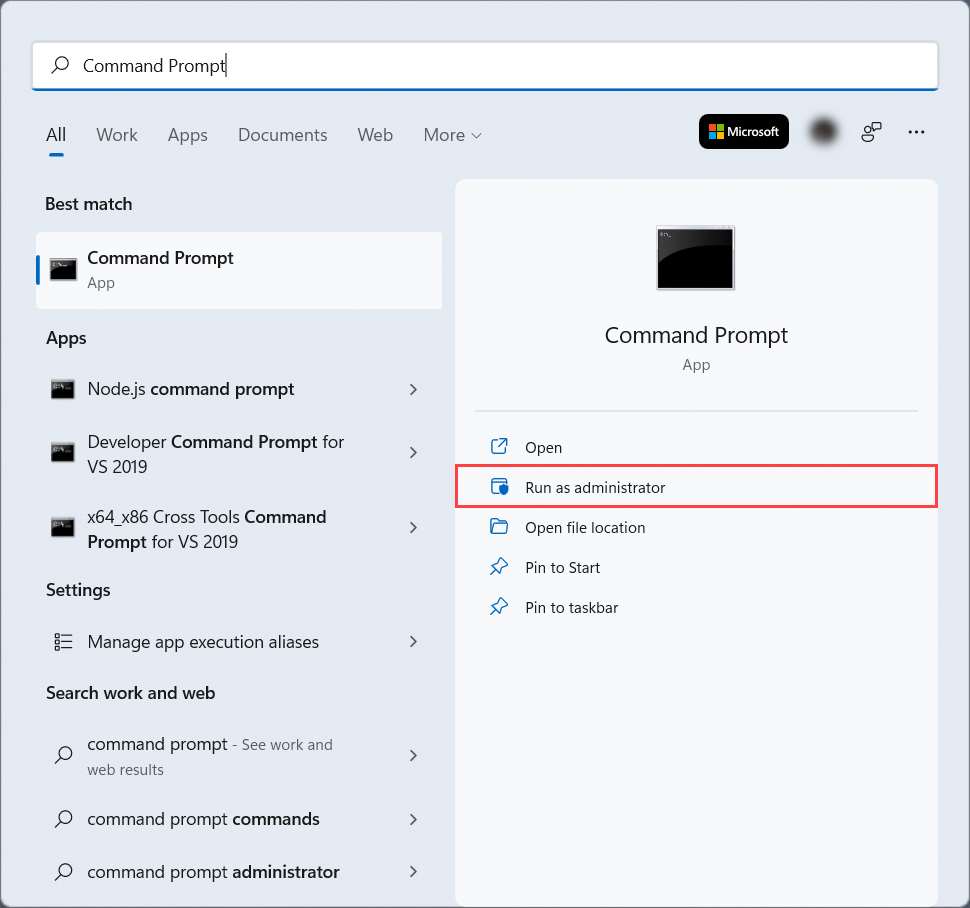 Command Prompt
All Work Apps Documents Web More
Microsoft
Best match
Command Prompt
App
Apps
Node.js command prompt
Developer Command Prompt for
VS 2019
x64_x86 Cross Tools Command
Prompt for VS 2019
Settings
Manage app execution aliases
Search work and web
command prompt - See work and
web results
command prompt commands
command prompt administrator
Command Prompt
App
Open
Run as administrator
Open file location
Pin to Start
Pin to taskbar